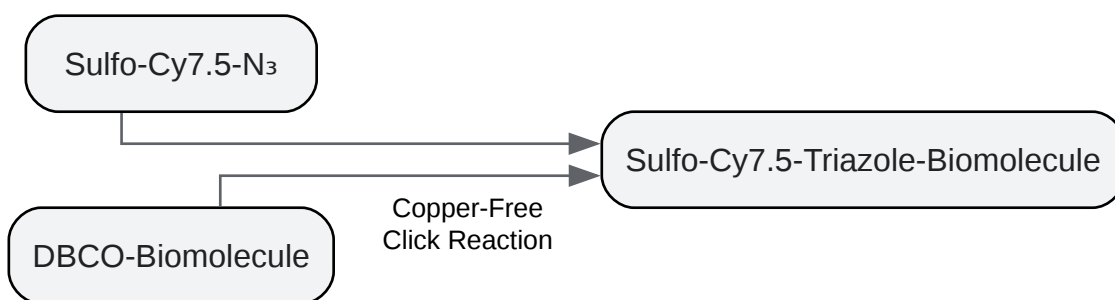 Sulfo-Cy7.5-N₃
Sulfo-Cy7.5-Triazole-Biomolecule
Copper-Free
Click Reaction
DBCO-Biomolecule